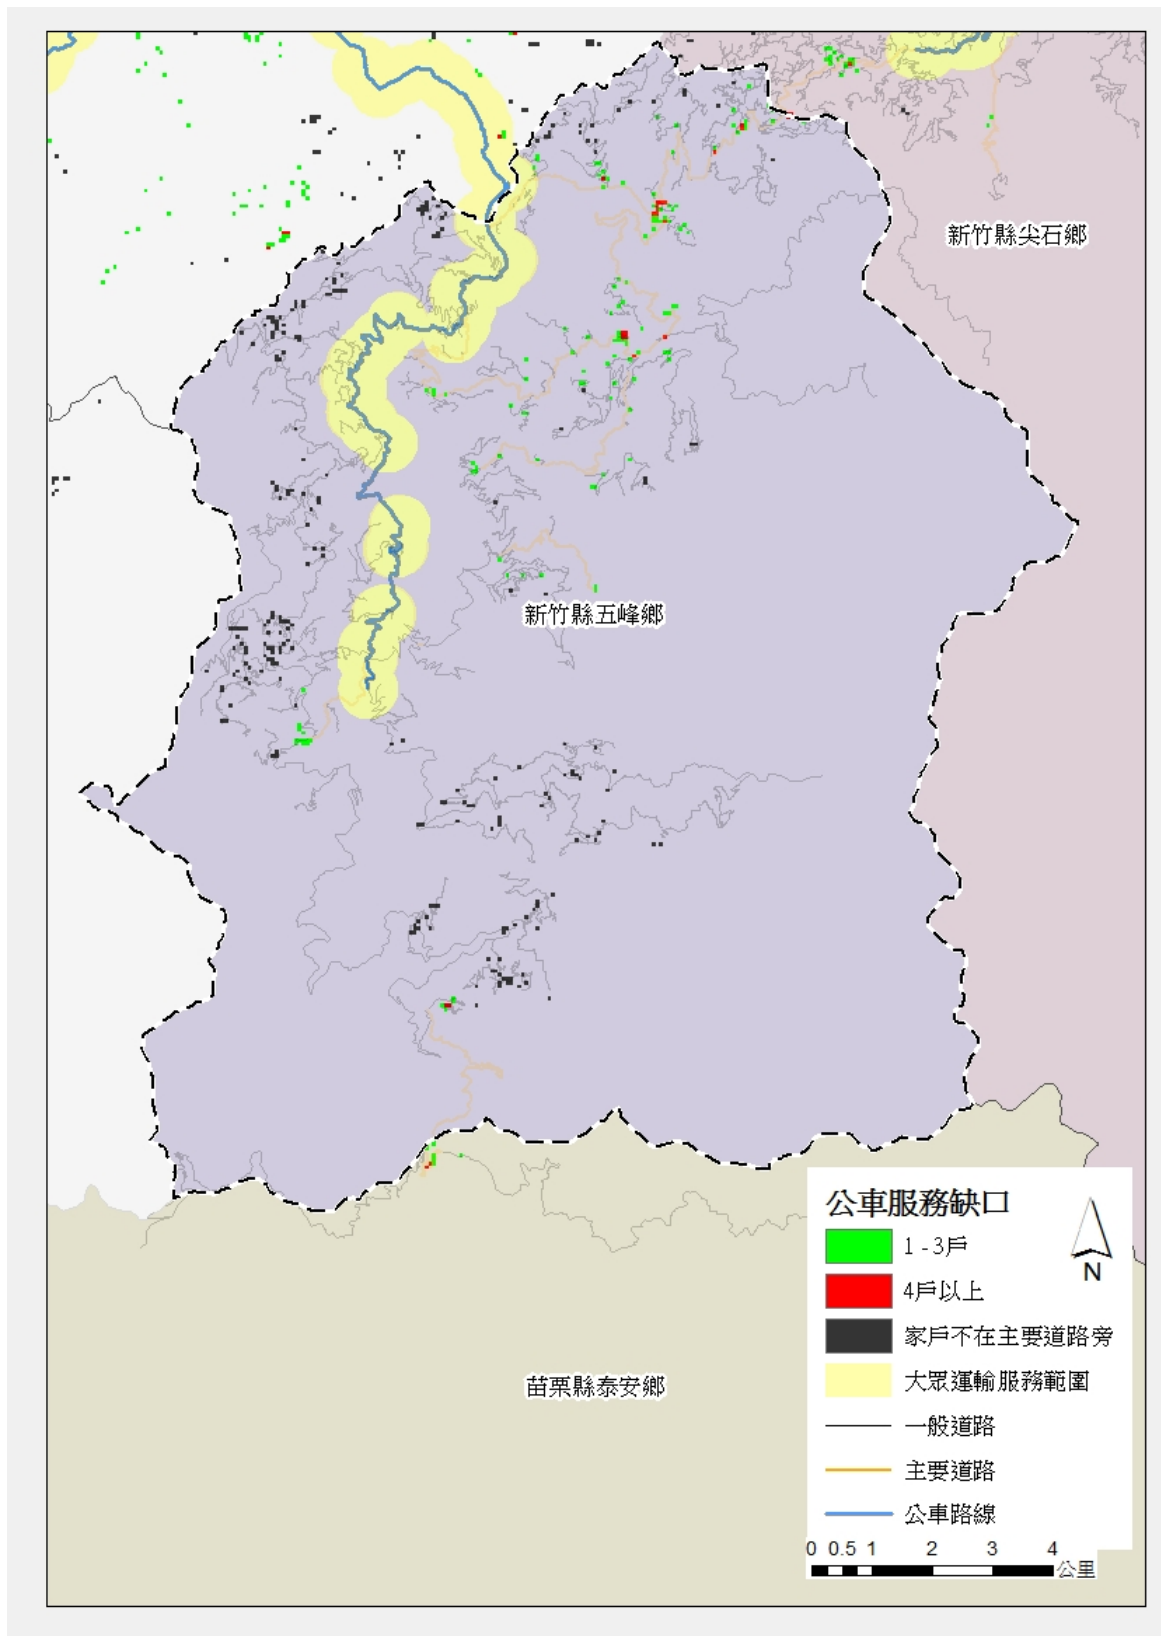 新竹縣尖石鄉
新竹縣五峰鄉
苗栗縣泰安鄉
公車服務缺口
1 - 3戶
4戶以上
家戶不在主要道路旁
大眾運輸服務範圍
一般道路
主要道路
公車路線
N
0 0.5 1 2 3 4
公里